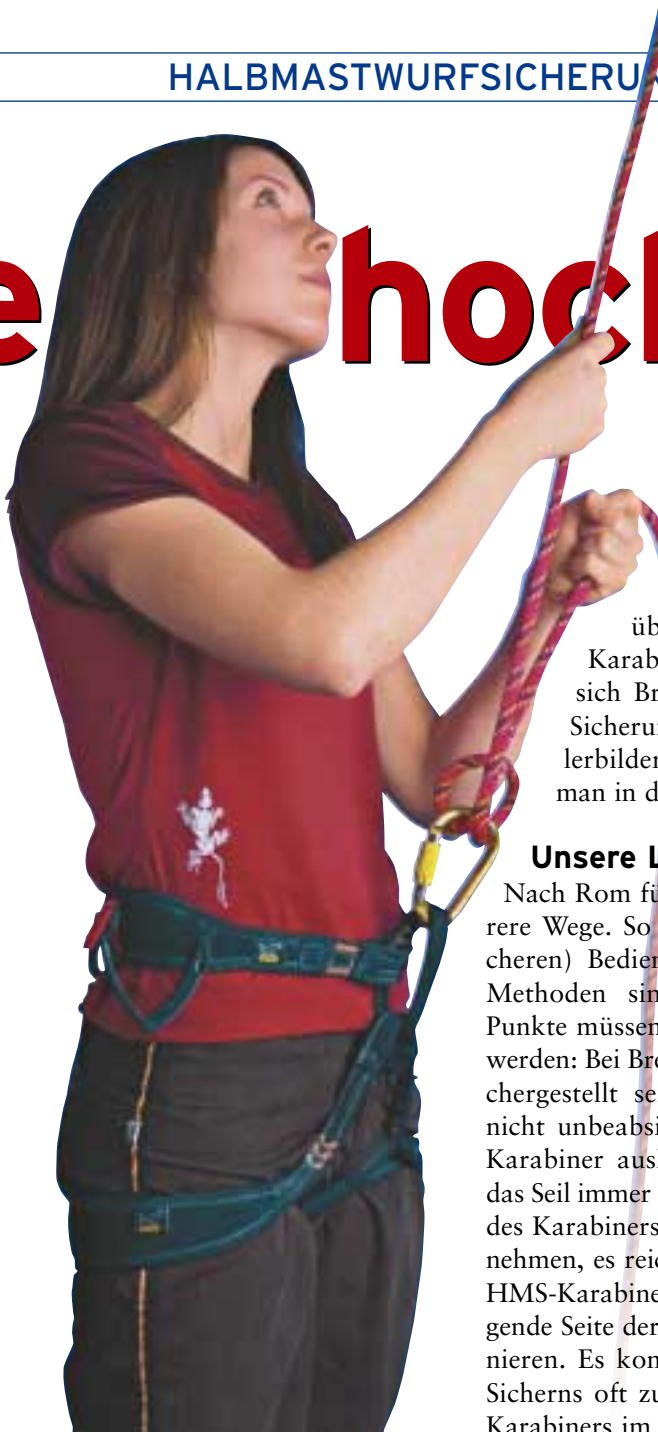 HALBMASTWURFSICHERU
e hoch
üb
Karab
sich Br
Sicheru
lerbilder
man in d
Unsere L
Nach Rom fü
rere Wege. So
cheren) Bedie
Methoden sin
Punkte müssen
werden: Bei Bre
chergestellt se
nicht unbeabsi
Karabiner aus
das Seil immer
des Karabiners
nehmen, es reic
HMS-Karabine
gende Seite der
nieren. Es kon
Sicherns oft zu
Karabiners im